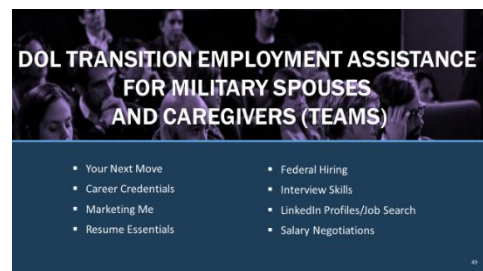 DOL TRANSITION EMPLOYMENT ASSISTANCE
FOR MILITARY SPOUSES
AND CAREGIVERS (TEAMS)
▪ Your Next Move
▪ Career Credentials
▪ Marketing Me
▪ Resume Essentials
▪ Federal Hiring
▪ Interview Skills
▪ LinkedIn Profiles/Job Search
▪ Salary Negotiations
49